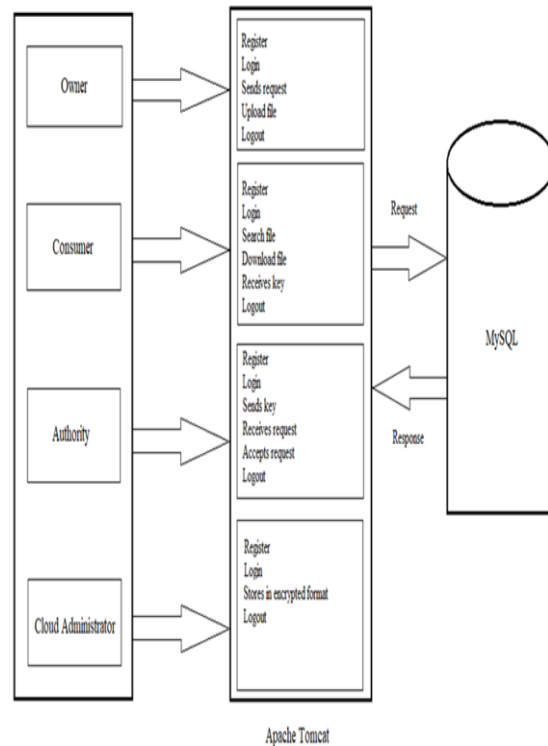 Owner
Consumer
Authority
Cloud Administrator
Register
Login
Sends request
Upload file
Logout
Register
Login
Search file
Download file
Receives key
Logout
Register
Login
Sends key
Receives request
Accepts request
Logout
Register
Login
Stores in encrypted format
Logout
Apache Tomcat
Request
Response
MySQL